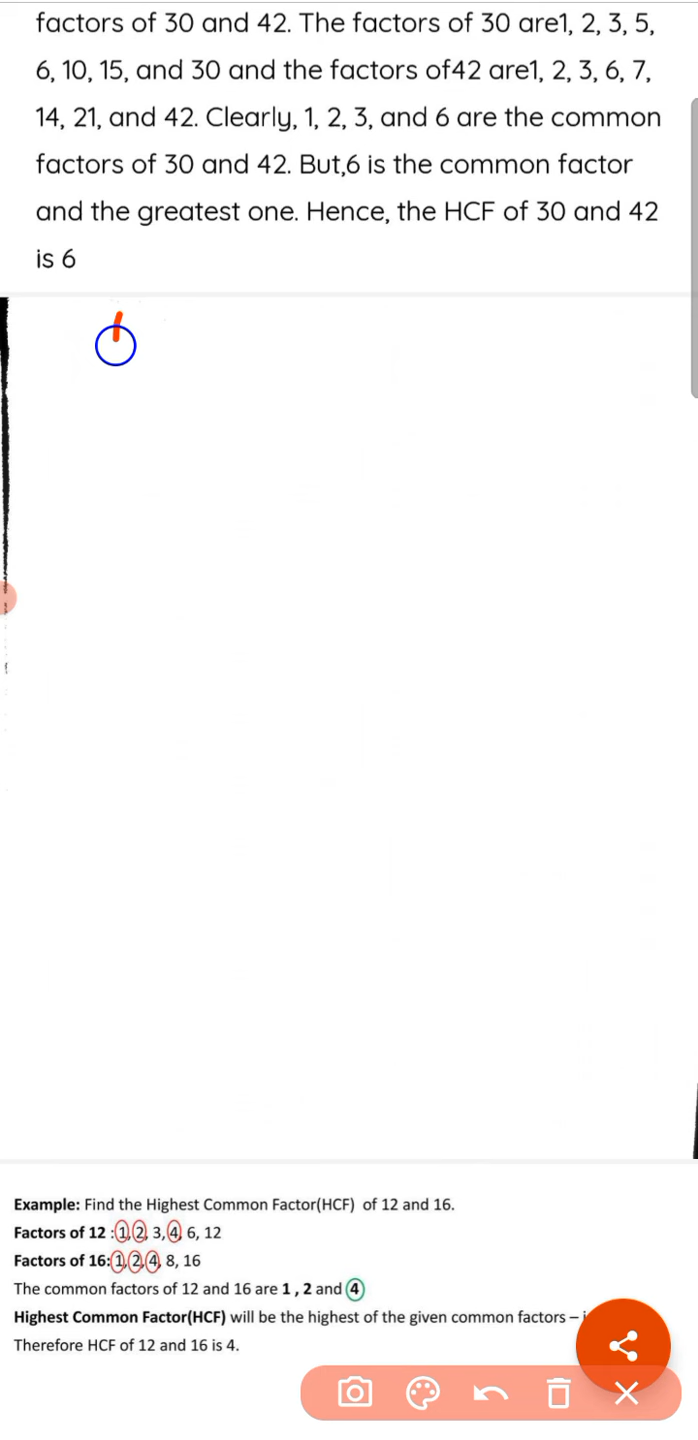 factors of 30 and 42. The factors of 30 are1, 2, 3, 5,
6, 10, 15, and 30 and the factors of42 are1, 2, 3, 6, 7,
14, 21, and 42. Clearly, 1, 2, 3, and 6 are the common
factors of 30 and 42. But,6 is the common factor
and the greatest one. Hence, the HCF of 30 and 42
is 6
Example: Find the Highest Common Factor(HCF) of 12 and 16.
Factors of 12 :1,2, 3,4, 6, 12
Factors of 16:1,2,4, 8, 16
The common factors of 12 and 16 are 1 , 2 and 4
Highest Common Factor(HCF) will be the highest of the given common factors –
Therefore HCF of 12 and 16 is 4.